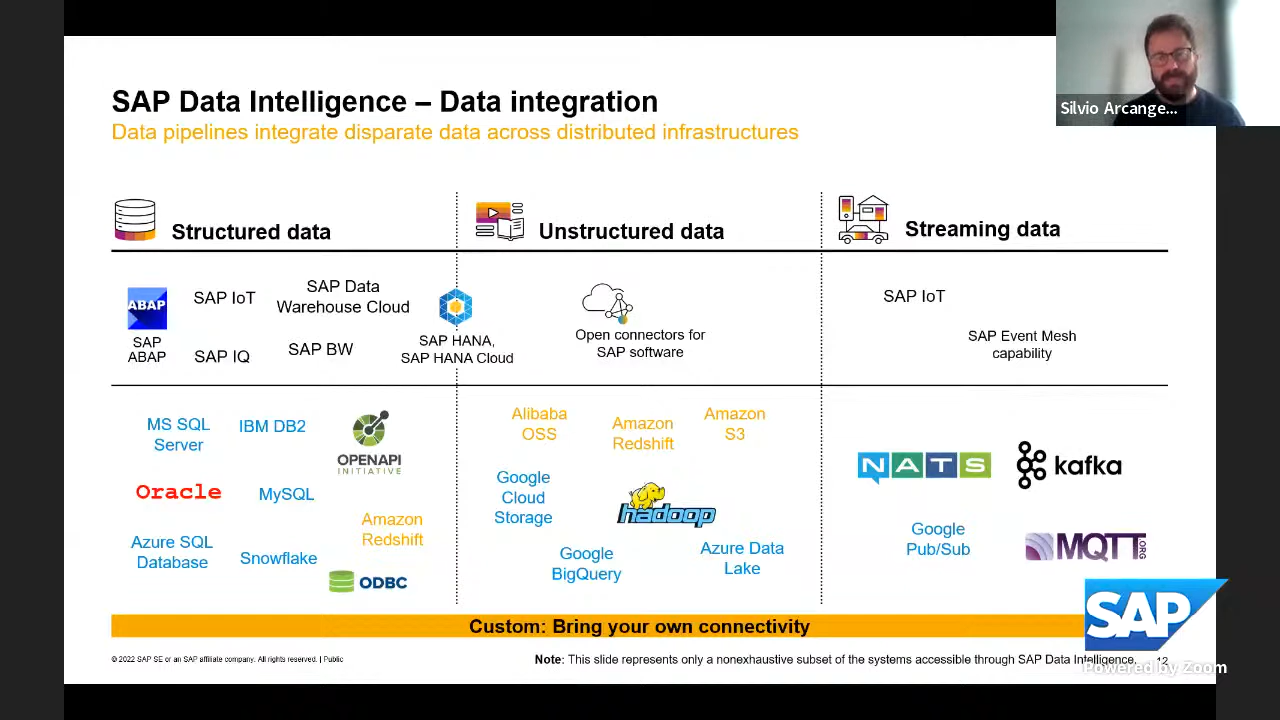 SAP Data Intelligence – Data integration
Data pipelines integrate disparate data across distributed infrastructures
Silvio Arcange...
Structured data
Unstructured data
Streaming data
ABAP
SAP
ABAP
SAP IoT
SAP Data
Warehouse Cloud
SAP IQ
SAP BW
SAP HANA,
SAP HANA Cloud
Open connectors for
SAP software
SAP IoT
SAP Event Mesh
capability
MS SQL
Server
IBM DB2
OPENAPI
INITIATIVE
Oracle
MySQL
Amazon
Redshift
Azure SQL
Database
Snowflake
ODBC
Alibaba
OSS
Amazon
Redshift
Amazon
S3
Google
Cloud
Storage
hadoop
Google
BigQuery
Azure Data
Lake
NATS
kafka
Google
Pub/Sub
MQTT.ORG
Custom: Bring your own connectivity
SAP
© 2022 SAP SE or an SAP affiliate company. All rights reserved. | Public
Note: This slide represents only a nonexhaustive subset of the systems accessible through SAP Data Intelligence.
12
Powered by Zoom